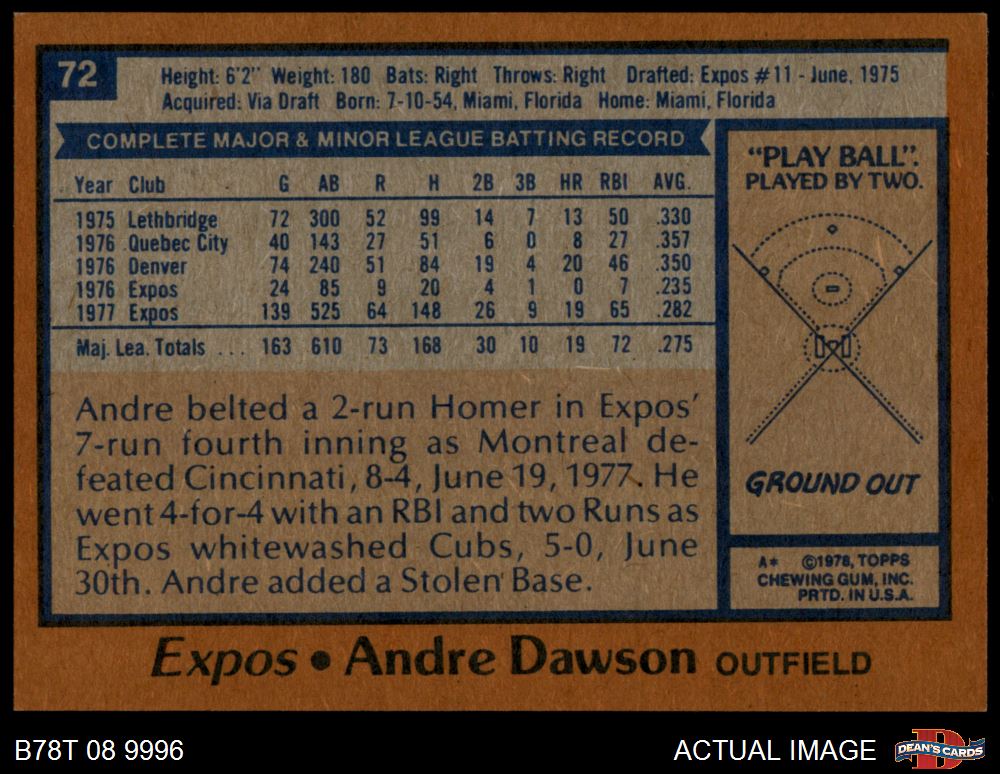 72
Height: 6'2" Weight: 180 Bats: Right Throws: Right Drafted: Expos #11 - June, 1975
Acquired: Via Draft Born: 7-10-54, Miami, Florida Home: Miami, Florida
COMPLETE MAJOR & MINOR LEAGUE BATTING RECORD
Year Club G AB R H 2B 3B HR RBI AVG.
1975 Lethbridge 72 300 52 99 14 7 13 50 .330
1976 Quebec City 40 143 27 51 6 0 8 27 .357
1976 Denver 74 240 51 84 19 4 20 46 .350
1976 Expos 24 85 9 20 4 1 0 7 .235
1977 Expos 139 525 64 148 26 9 19 65 .282
Maj. Lea. Totals ... 163 610 73 168 30 10 19 72 .275
Andre belted a 2-run Homer in Expos'
7-run fourth inning as Montreal de-
feated Cincinnati, 8-4, June 19, 1977. He
went 4-for-4 with an RBI and two Runs as
Expos whitewashed Cubs, 5-0, June
30th. Andre added a Stolen Base.
"PLAY BALL".
PLAYED BY TWO.
GROUND OUT
A* ©1978, TOPPS
CHEWING GUM, INC.
PRTD. IN U.S.A.
Expos • Andre Dawson OUTFIELD
B78T 08 9996
ACTUAL IMAGE
DEAN'S CARDS